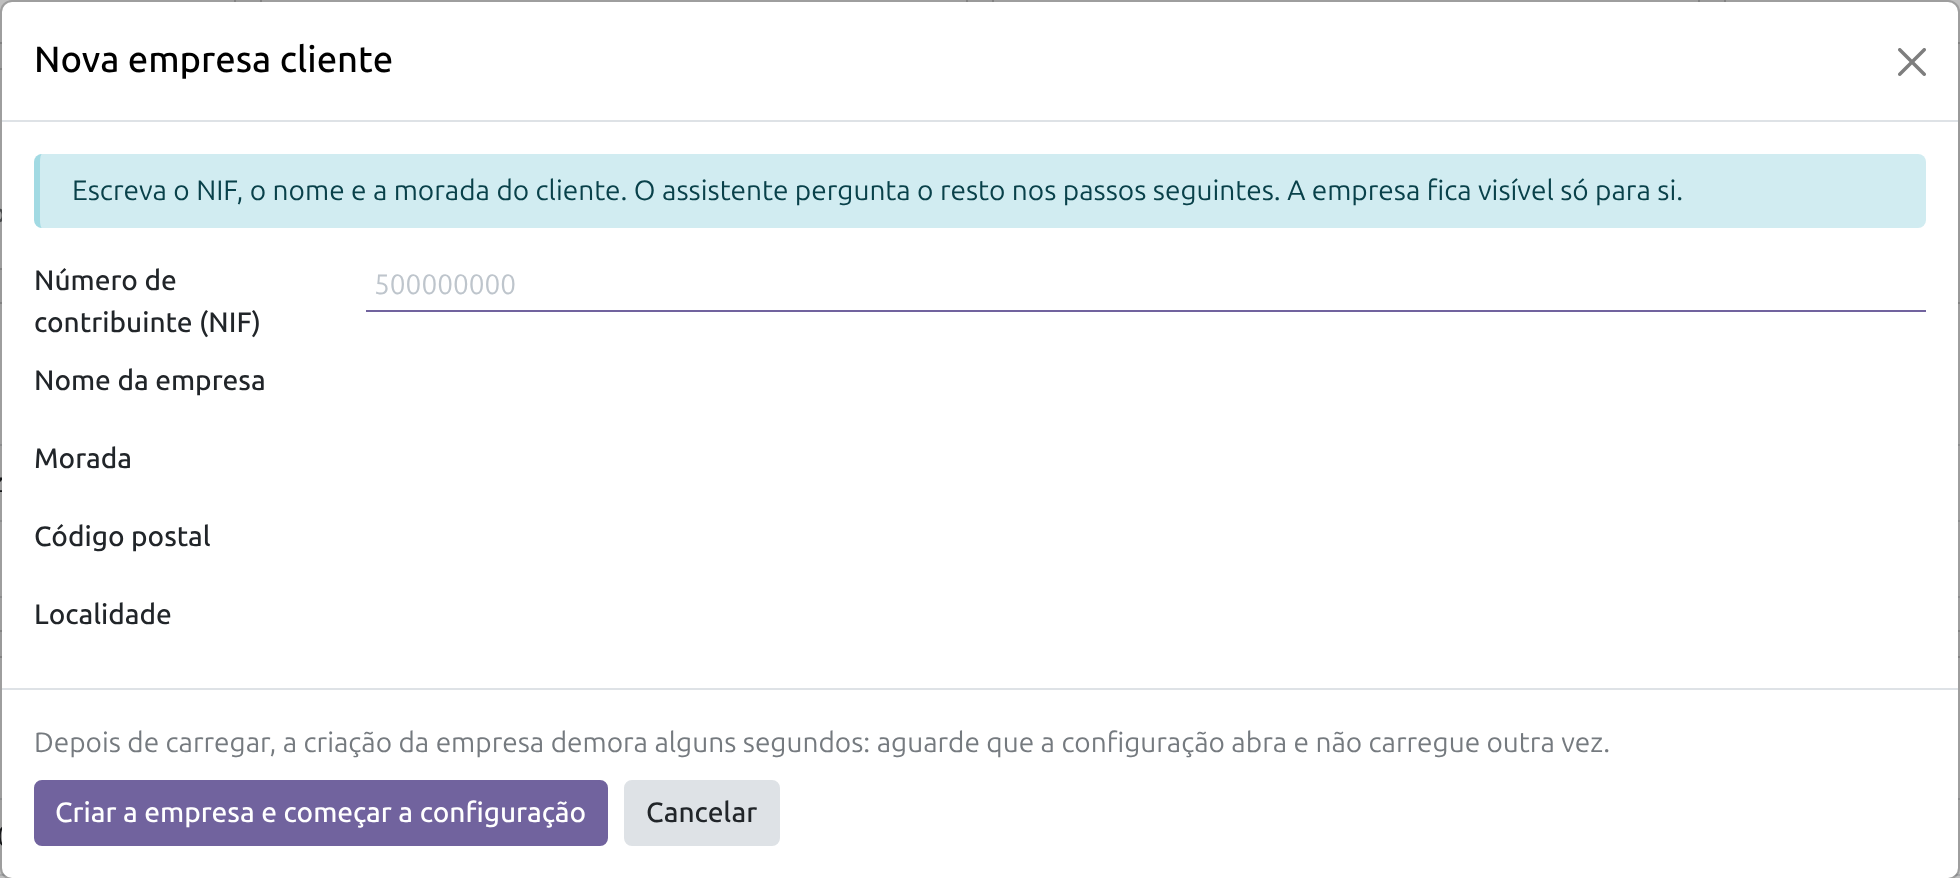 Nova empresa cliente
Escreva o NIF, o nome e a morada do cliente. O assistente pergunta o resto nos passos seguintes. A empresa fica visível só para si.
Número de
contribuinte (NIF)
500000000
Nome da empresa
Morada
Código postal
Localidade
Depois de carregar, a criação da empresa demora alguns segundos: aguarde que a configuração abra e não carregue outra vez.
Criar a empresa e começar a configuração
Cancelar